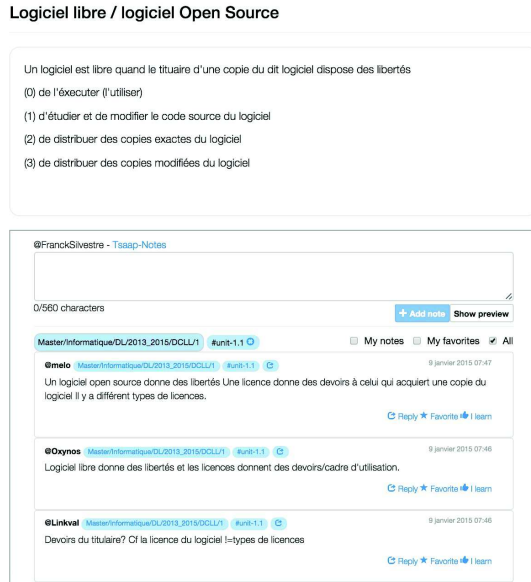 Logiciel libre / logiciel Open Source
Un logiciel est libre quand le tituaire d'une copie du dit logiciel dispose des libertés
(0) de l'éxecuter (l'utiliser)
(1) d'étudier et de modifier le code source du logiciel
(2) de distribuer des copies exactes du logiciel
(3) de distribuer des copies modifiées du logiciel
@FranckSilvestre - Tsaap-Notes
0/560 characters
Add note Show preview
Master/Informatique/DL/2013_2015/DCLL/1 #unit-1.1 My notes My favorites All
@melo Master/Informatique/DL/2013_2015/DCLL/1 #unit-1.1 9 janvier 2015 07:47
Un logiciel open source donne des libertés Une licence donne des devoirs à celui qui acquiert une copie du
logiciel Il y a différent types de licences.
Reply Favorite I learn
@Oxynos Master/Informatique/DL/2013_2015/DCLL/1 #unit-1.1 9 janvier 2015 07:46
Logiciel libre donne des libertés et les licences donnent des devoirs/cadre d'utilisation.
Reply Favorite I learn
@Linkval Master/Informatique/DL/2013_2015/DCLL/1 #unit-1.1 9 janvier 2015 07:46
Devoirs du titulaire? Cf la licence du logiciel !=types de licences
Reply Favorite I learn